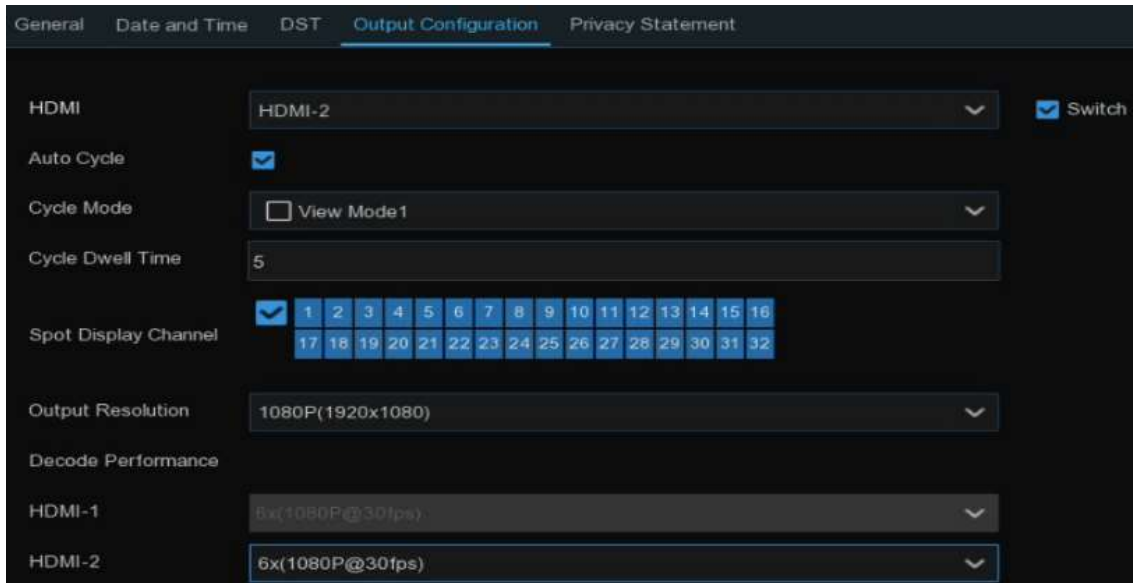 General Date and Time DST Output Configuration Privacy Statement
HDMI HDMI-2 Switch
Auto Cycle
Cycle Mode View Mode1
Cycle Dwell Time 5
1 2 3 4 5 6 7 8 9 10 11 12 13 14 15 16
Spot Display Channel
17 18 19 20 21 22 23 24 25 26 27 28 29 30 31 32
Output Resolution 1080P(1920x1080)
Decode Performance
HDMI-1 6x(1080P@30fps)
HDMI-2 6x(1080P@30fps)